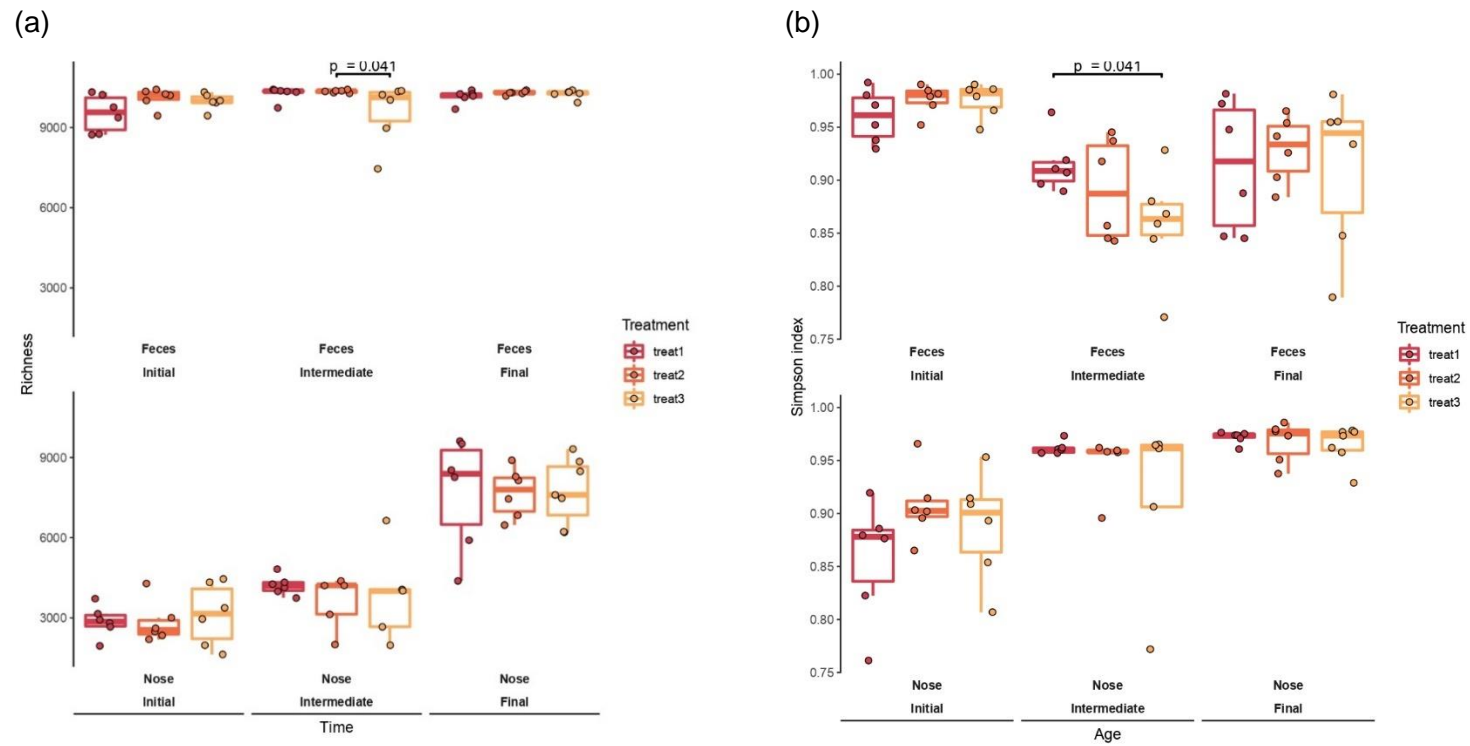 (a)
p = 0.041
9000
6000
3000
Feces Feces Feces
Initial Intermediate Final
Richness
Treatment
treat1
treat2
treat3
9000
6000
3000
Nose Nose Nose
Initial Intermediate Final
Time
(b)
p = 0.041
1.00
0.95
0.90
0.85
0.80
0.75
Feces Feces Feces
Initial Intermediate Final
Simpson index
Treatment
treat1
treat2
treat3
1.00
0.95
0.90
0.85
0.80
0.75
Nose Nose Nose
Initial Intermediate Final
Age